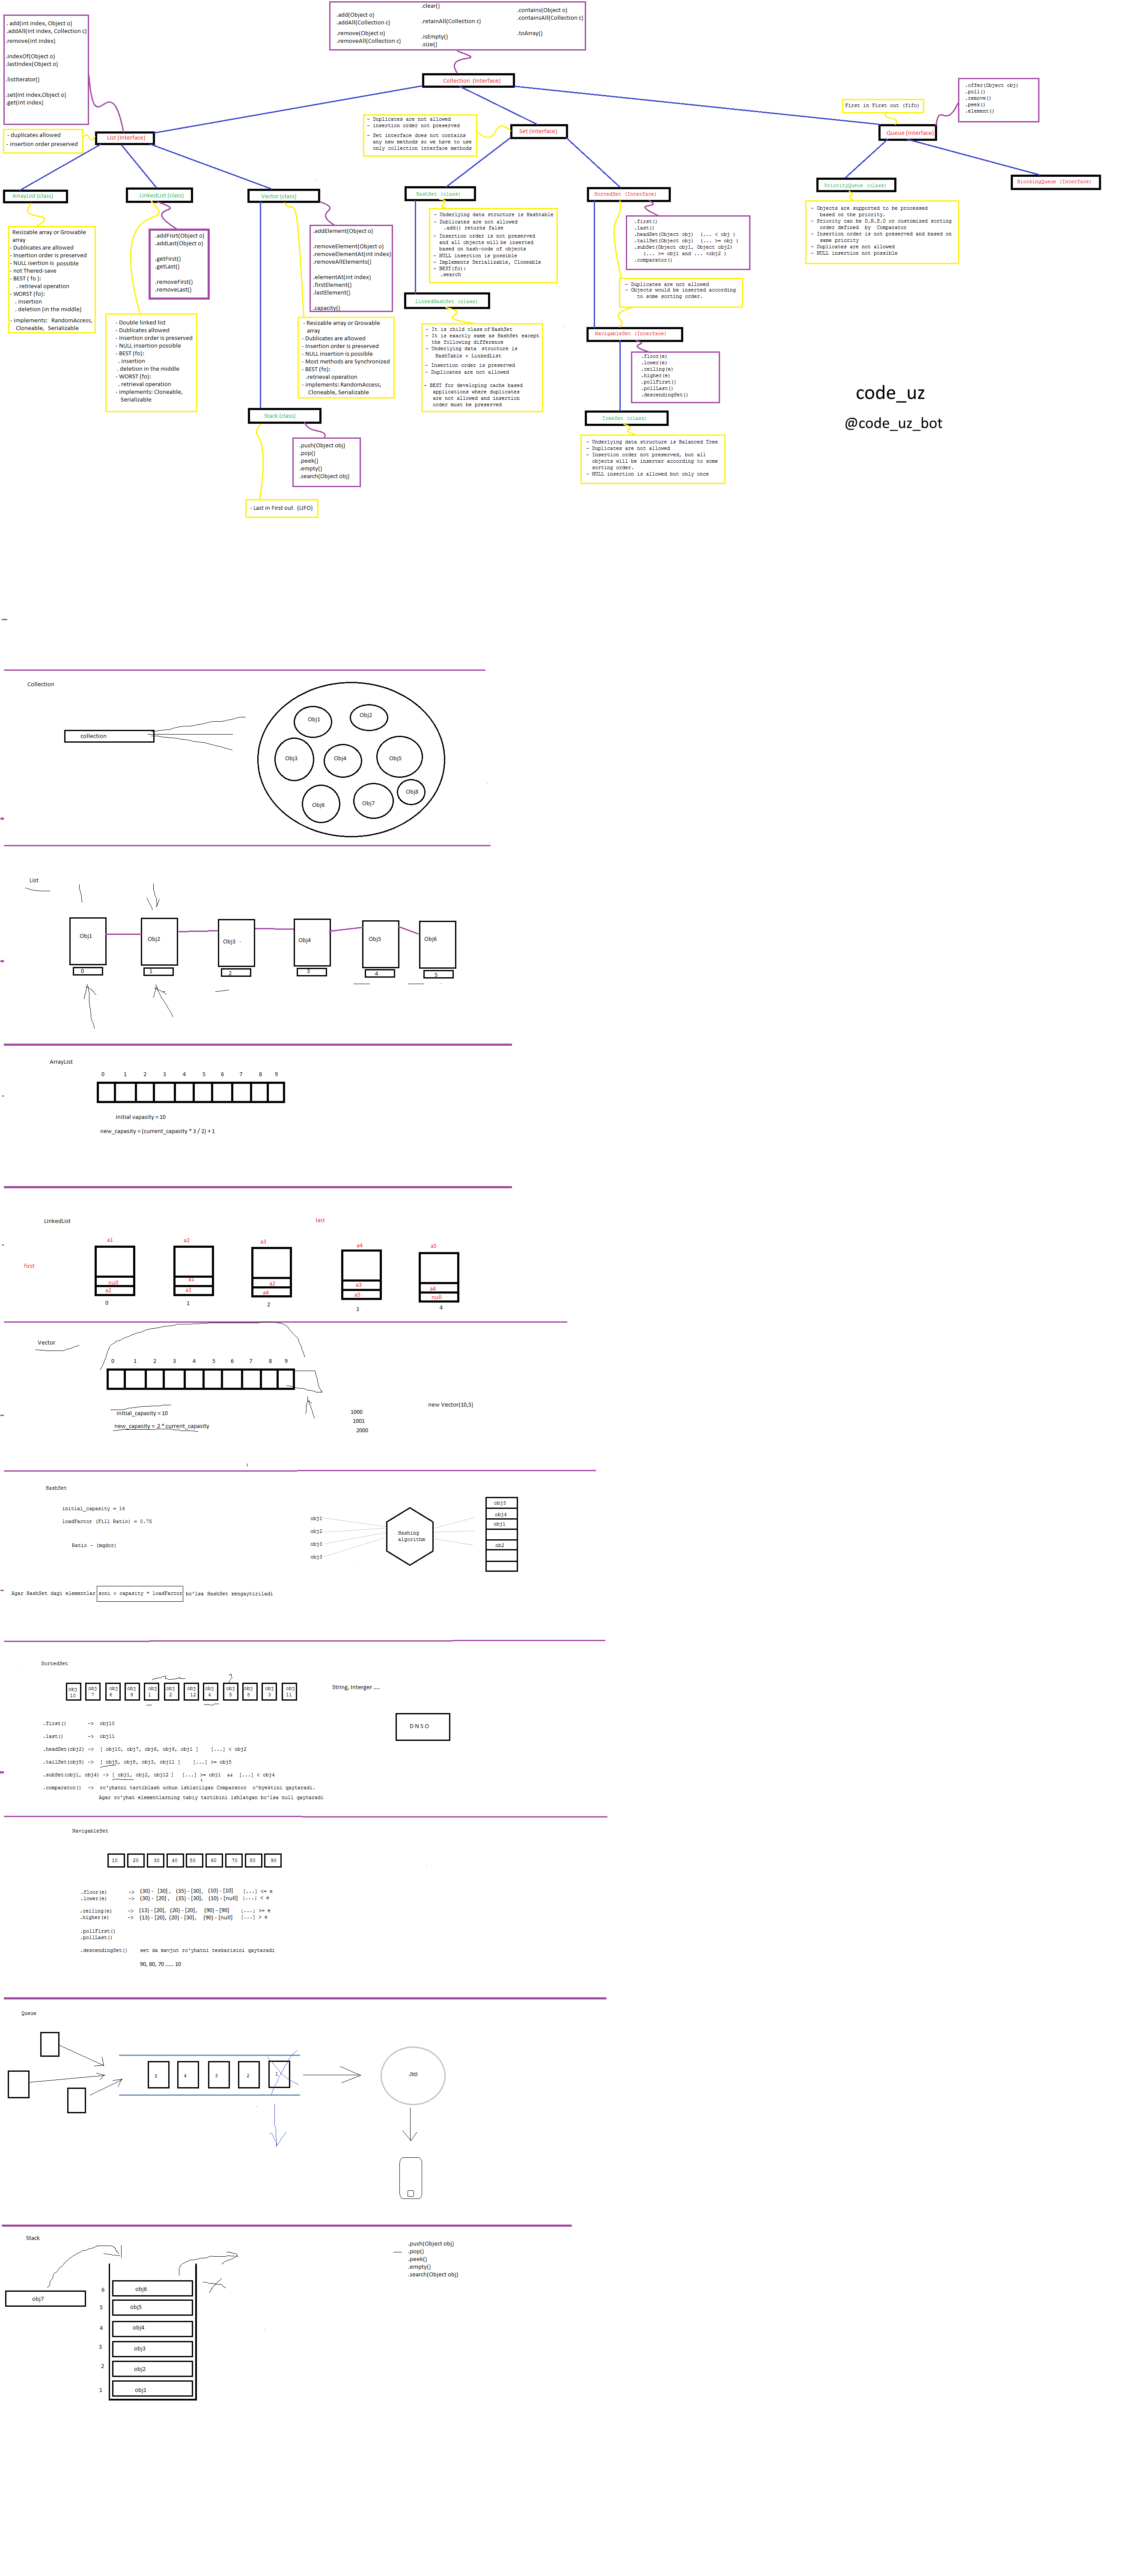 .add(Object o)
.addAll(Collection c)
.remove(Object o)
.removeAll(Collection c)
.clear()
.retainAll(Collection c)
.isEmpty()
.size()
.contains(Object o)
.containsAll(Collection c)
.toArray()
Collection (Interface)
. add(int index, Object o)
.addAll(int index, Collection c)
.remove(int index)
.indexOf(Object o)
.lastIndex(Object o)
.listIterator()
.set(int index,Object o)
.get(int index)
List (Interface)
- duplicates allowed
- insertion order preserved
- Duplicates are not allowed
- insertion order not preserved
- Set interface does not contains
any new methods so we have to use
only collection interface methods
Set (Interface)
First in First out (fifo)
.offer(Object obj)
.poll()
.remove()
.peek()
.element()
Queue (Interface)
ArrayList (class)
Resizable array or Growable
array
- Dublicates are allowed
- Insertion order is preserved
- NULL isertion is possible
- not Thered-save
- BEST ( fo ):
. retrieval operation
- WORST (fo):
. insertion
. deletion (in the middle)
- implements: RandomAccess,
Cloneable, Serializable
LinkedList (class)
.addFisrt(Object o)
.addLast(Object o)
.getFirst()
.getLast()
.removeFirst()
.removeLast()
- Double linked list
- Dublicates allowed
- Insertion order is preserved
- NULL insertion possible
- BEST (fo):
. insertion
. deletion in the middle
- WORST (fo):
. retrieval operation
- implements: Cloneable,
Serializable
Vector (class)
.addElement(Object o)
.removeElement(Object o)
.removeElementAt(int index)
.removeAllElements()
.elementAt(int index)
.firstElement()
.lastElement()
.capacity()
- Resizable array or Growable
array
- Dublicates are allowed
- Insertion order is preserved
- NULL insertion is possible
- Most methods are Synchronized
- BEST (fo):
.retrieval operation
- implements: RandomAccess,
Cloneable, Serializable
Stack (class)
.push(Object obj)
.pop()
.peek()
.empty()
.search(Object obj)
- Last in First out (LIFO)
HashSet (class)
- Underlying data structure is Hashtable
- Duplicates are not allowed
.add() returns false
- Insertion order is not preserved
and all objects will be inserted
based on hash-code of objects
- NULL insertion is possible
- Implements Serializable, Cloneable
- BEST(fo):
.search
LinkedHashSet (class)
- It is child class of HashSet
- It is exactly same as HashSet except
the following difference
- Underlying data structure is
HashTable + LinkedList
- Insertion order is preserved
- Duticates are not allowed
- BEST for developing cache based
applications where duplicates
are not allowed and insertion
order must be preserved
SortedSet (Interface)
.first()
.last()
.headSet(Object obj) (... < obj )
.tailSet(Object obj) (... >= obj )
.subSet(Object obj1, Object obj2)
(... >= obj1 and ... <obj2 )
.comparator()
- Duplicates are not allowed
- Objects would be inserted according
to some sorting order.
NavigableSet (Interface)
.floor(e)
.lower(e)
.ceiling(e)
.higher(e)
.pollFirst()
.pollLast()
.descendingSet()
TreeSet (class)
- Underlying data structure is Balanced Tree
- Duplicates are not allowed
- Insertion order not preserved, but all
objects will be inserter according to some
sorting order.
- NULL insertion is allowed but only once
PriorityQueue (class)
- Objects are supported to be processed
based on the priority.
- Priority can be D.N.S.O or customized sorting
order defined by Comparator
- Insertion order is not preserved and based on
same priority
- Duplicates are not allowed
- NULL insertion not possible
BlockingQueue (Interface)
code_uz
@code_uz_bot
Collection
collection
Obj1
Obj2
Obj3
Obj4
Obj5
Obj6
Obj7
Obj8
List
Obj1
Obj2
Obj3 -
Obj4
Obj5
Obj6
0
1
2
3
4
5
ArrayList
0 1 2 3 4 5 6 7 8 9
initial vapasity = 10
new_capacity = (current_capasity * 3 / 2) + 1
LinkedList
last
first
a1
a2
a3
a4
a5
null
a1
a2
a3
a4
a2
a3
a4
a5
null
0
1
2
3
4
Vector
0 1 2 3 4 5 6 7 8 9
initial_capacity = 10
new_capacity = 2 * current_capacity
1000
1001
2000
new Vector(10,5)
HashSet
initial_capacity = 16
loadFactor (Fill Ratio) = 0.75
Ratio - (mqdor)
obj1
obj2
obj3
obj3
Hashing
algorithm
obj3
obj4
obj1
ob2
Agar HashSet dagi elementlar soni > capasity * loadFactor bo'lsa HashSet kengaytiriladi
SortedSet
obj 10
obj 7
obj 6
obj 9
obj 1
obj 2
obj 12
obj 4
obj 5
obj 8
obj 3
obj 11
String, Interger ....
D N S O
.first() -> obj10
.last() -> obj11
.headSet(obj2) -> [ obj10, obj7, obj6, obj9, obj1 ] [...] < obj2
.tailSet(obj5) -> [ obj5, obj8, obj3, obj11 ] [...] >= obj5
.subSet(obj1, obj4) -> [ obj1, obj2, obj12 ] [...] >= obj1 && [...] < obj4
.comparator() -> ro'yhatni tartiblash uchun ishlatilgan Comparator o'byektini qaytaradi.
Agar ro'yhat elementlarning tabiy tartibini ishlatgan bo'lsa null qaytaradi
NavigableSet
10 20 30 40 50 60 70 80 90
.floor(e) -> (30) - [30] , (35) - [30], (10) - [10] [...] <= e
.lower(e) -> (30) - [20] , (35) - [30], (10) - [null] [...] < e
.ceiling(e) -> (13) - [20], (20) - [20], (90) - [90] [...] >= e
.higher(e) -> (13) - [20], (20) - [30], (90) - [null] [...] > e
.pollFirst()
.pollLast()
.descendingSet() set da mavjut ro'yhatni teskarisini qaytaradi
90, 80, 70 ...... 10
Queue
5
4
3
2
1
Stack
.push(Object obj)
.pop()
.peek()
.empty()
.search(Object obj)
obj7
6 obj6
5 obj5
4 obj4
3 obj3
2 obj2
1 obj1